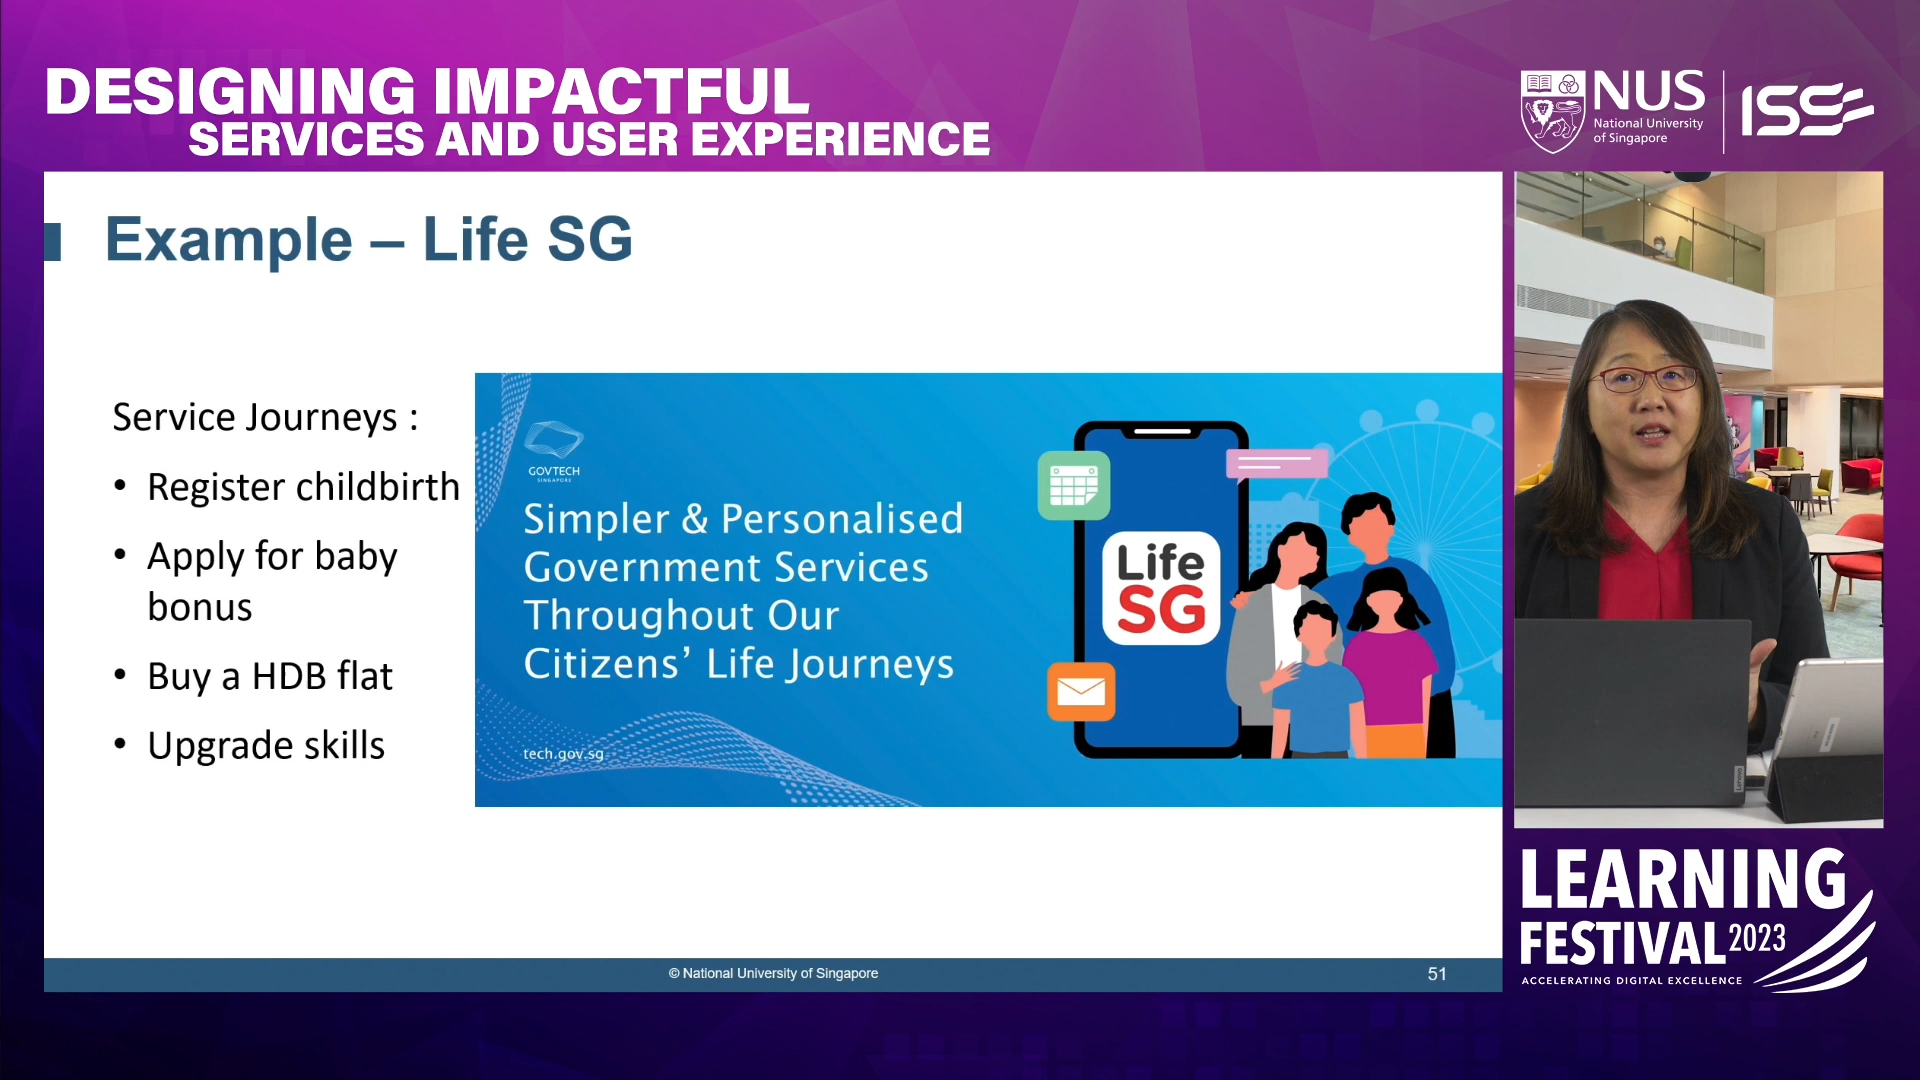 DESIGNING IMPACTFUL
SERVICES AND USER EXPERIENCE
NUS
National University
of Singapore
ISS
Example – Life SG
Service Journeys :
• Register childbirth
• Apply for baby
bonus
• Buy a HDB flat
• Upgrade skills
GOVTECH
SINGAPORE
Simpler & Personalised
Government Services
Throughout Our
Citizens’ Life Journeys
tech.gov.sg
Life
SG
Lenovo
© National University of Singapore
51
LEARNING
FESTIVAL 2023
ACCELERATING DIGITAL EXCELLENCE